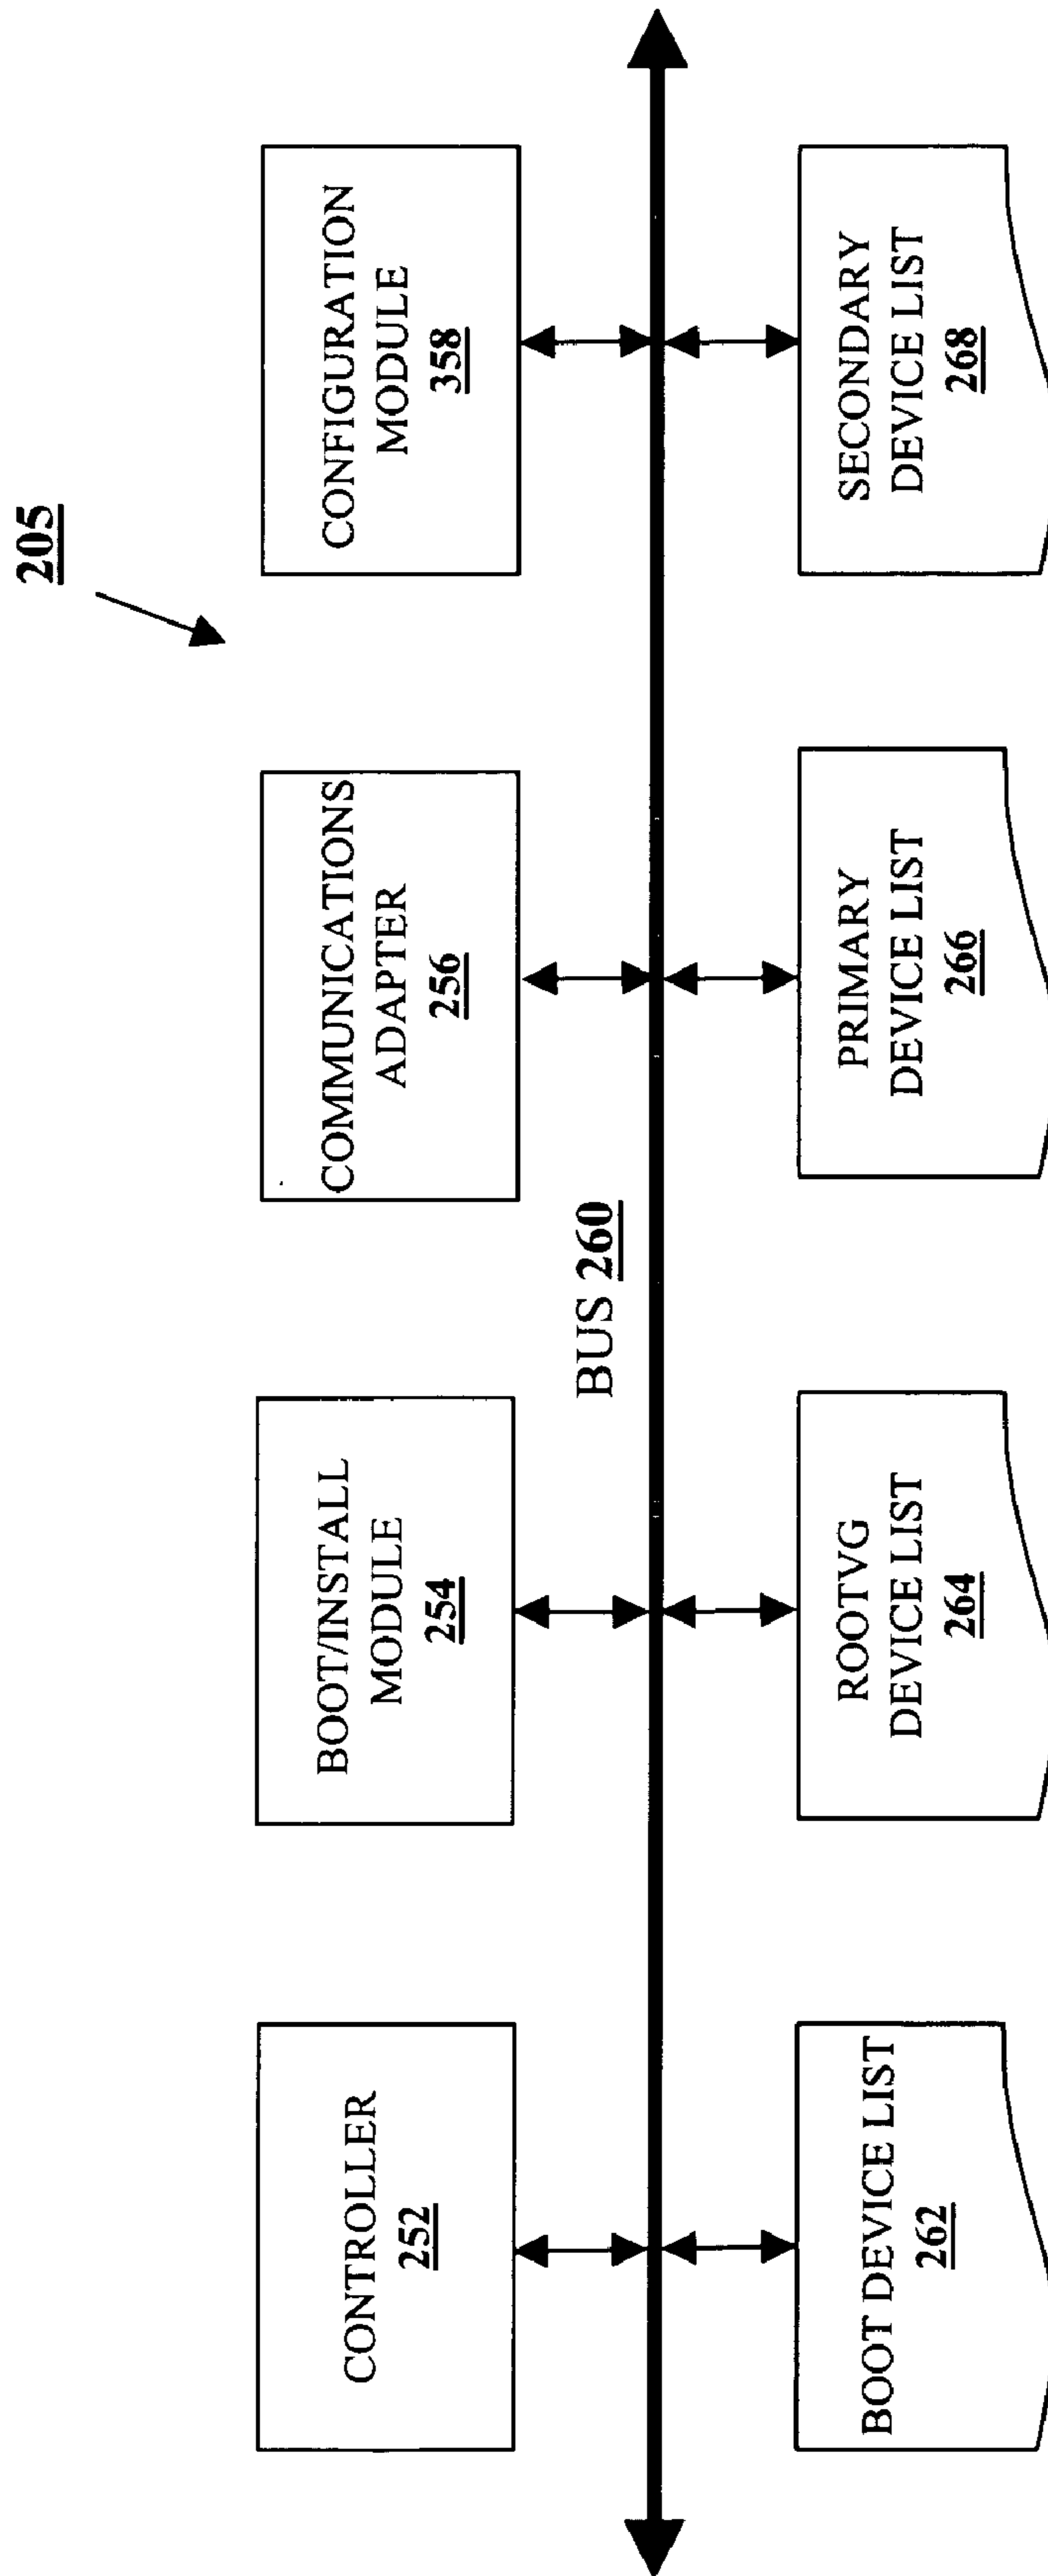 205
CONTROLLER
252
BOOT/INSTALL
MODULE
254
COMMUNICATIONS
ADAPTER
256
CONFIGURATION
MODULE
358
BUS 260
BOOT DEVICE LIST
262
ROOTVG
DEVICE LIST
264
PRIMARY
DEVICE LIST
266
SECONDARY
DEVICE LIST
268